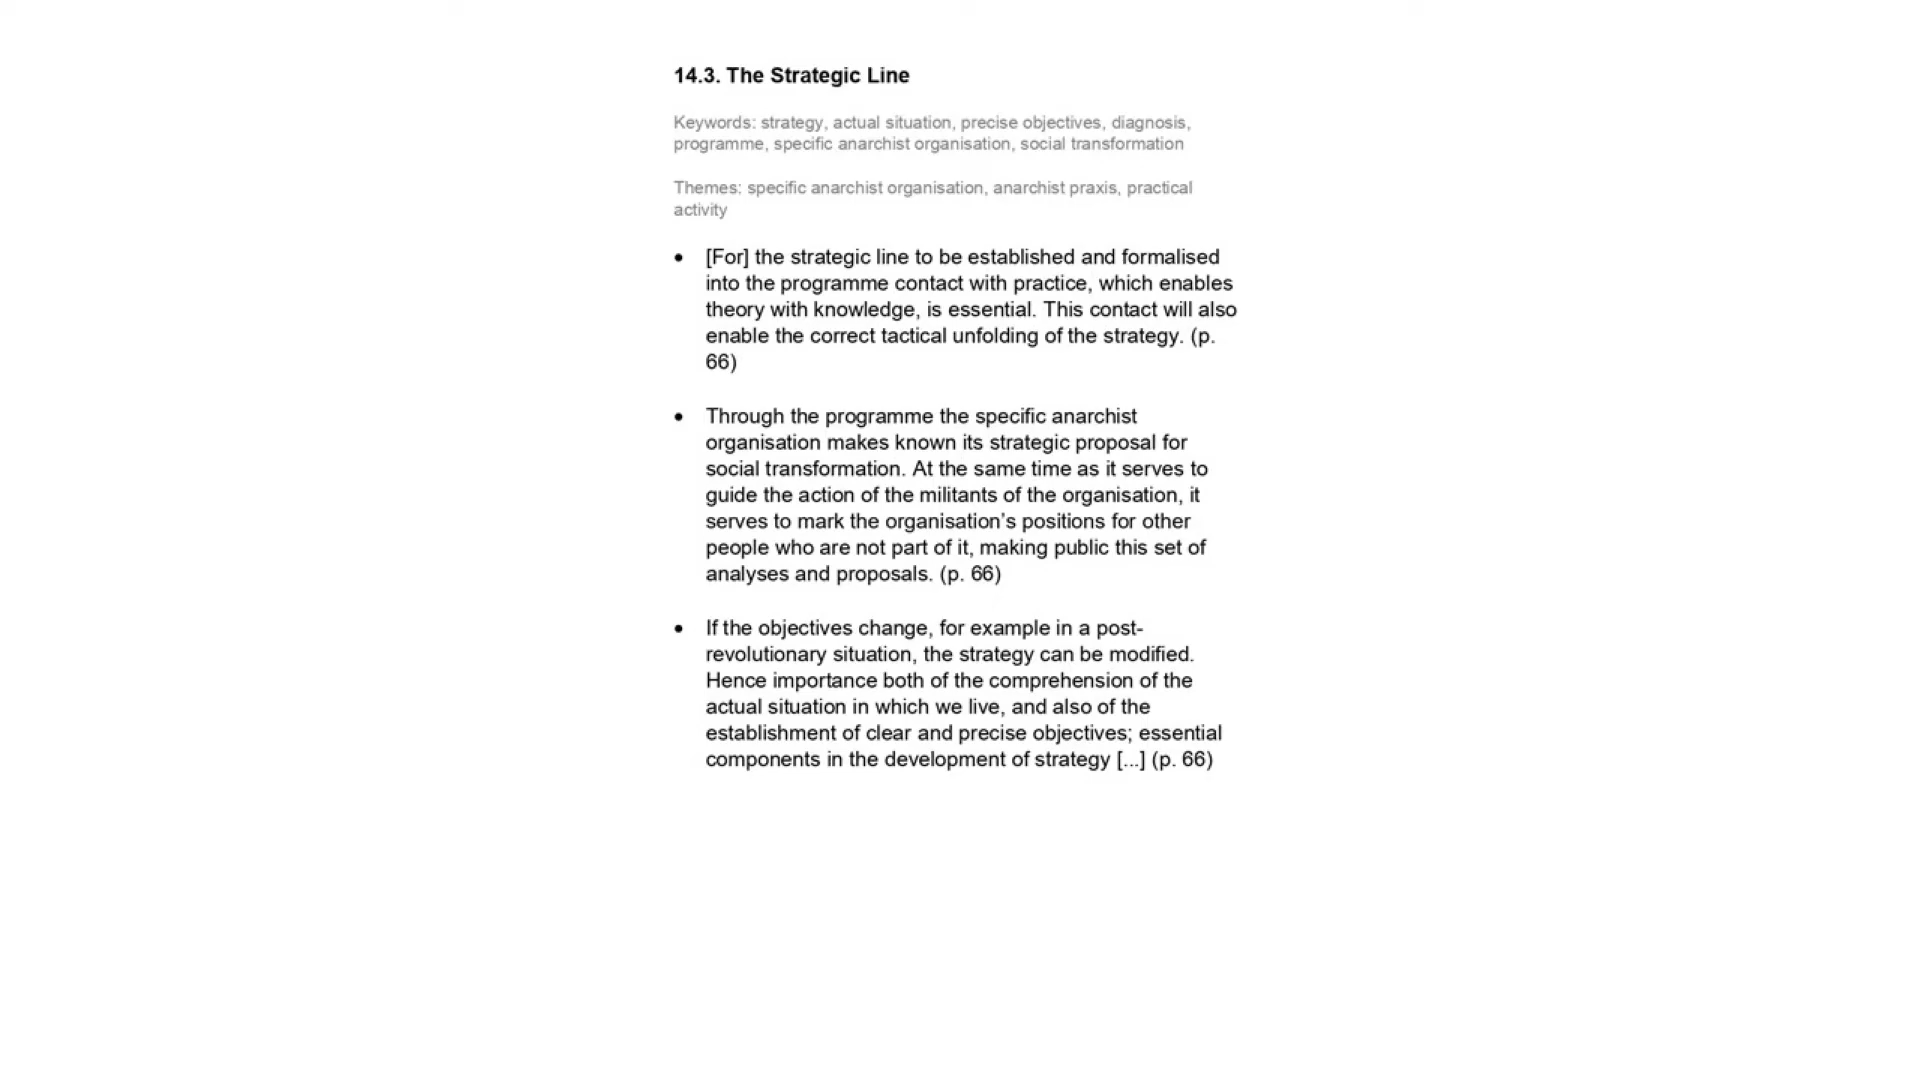 14.3. The Strategic Line
Keywords: strategy, actual situation, precise objectives, diagnosis,
programme, specific anarchist organisation, social transformation
Themes: specific anarchist organisation, anarchist praxis, practical
activity
• [For] the strategic line to be established and formalised
into the programme contact with practice, which enables
theory with knowledge, is essential. This contact will also
enable the correct tactical unfolding of the strategy. (p.
66)
• Through the programme the specific anarchist
organisation makes known its strategic proposal for
social transformation. At the same time as it serves to
guide the action of the militants of the organisation, it
serves to mark the organisation’s positions for other
people who are not part of it, making public this set of
analyses and proposals. (p. 66)
• If the objectives change, for example in a post-
revolutionary situation, the strategy can be modified.
Hence importance both of the comprehension of the
actual situation in which we live, and also of the
establishment of clear and precise objectives; essential
components in the development of strategy [...] (p. 66)